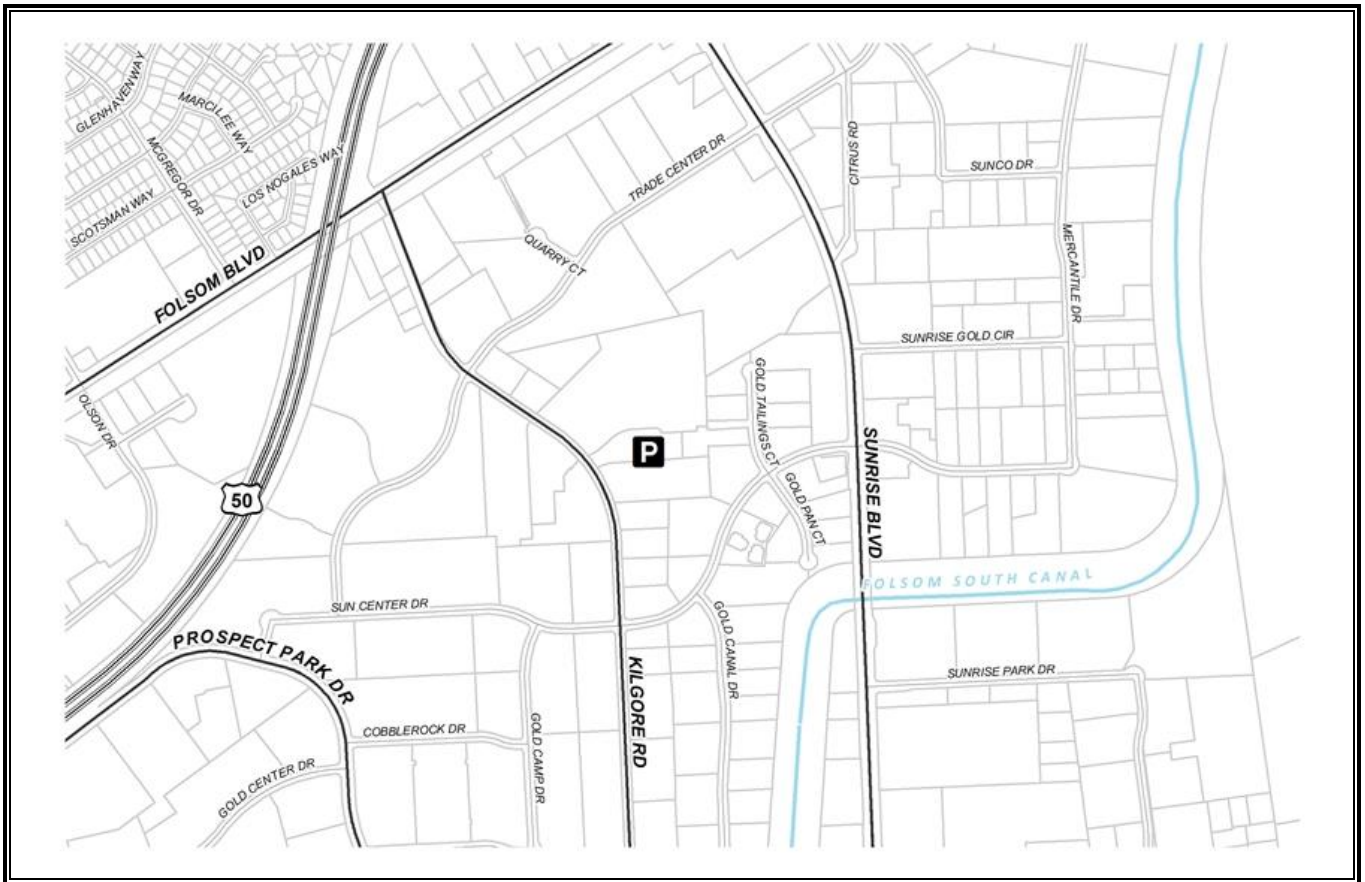 GLENHAVENWAY
MARCI LEE WAY
MCGREGOR DR
LOS NOGALES WAY
SCOTSMAN WAY
FOLSOM BLVD
TRADE CENTER DR
CITRUS RD
SUNCO DR
QUARRY CT
MERCANTILE DR
SUNRISE GOLD CIR
OLSON DR
GOLD TAILINGS CT
P
50
GOLD PAN CT
SUNRISE BLVD
FOLSOM SOUTH CANAL
SUN CENTER DR
PROSPECT PARK DR
GOLD CANAL DR
KILGORE RD
SUNRISE PARK DR
COBBLEROCK DR
GOLD CAMP DR
GOLD CENTER DR